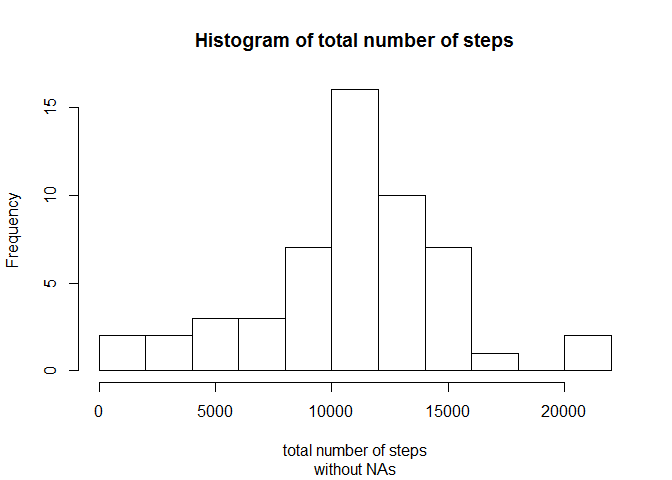 Histogram of total number of steps
Frequency
15
10
5
0
0 5000 10000 15000 20000
total number of steps
without NAs